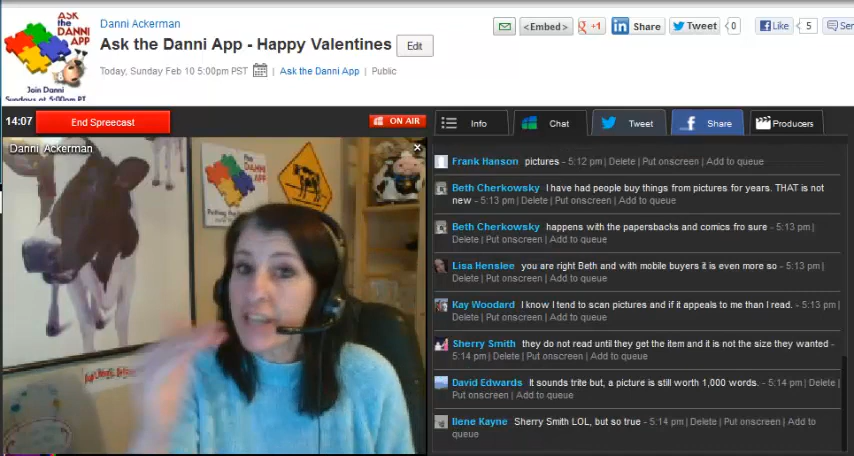 ASK
the
DANNI
APP
Join Danni
Sundays at 5:00pm PT
Danni Ackerman
Ask the Danni App - Happy Valentines Edit
Today, Sunday Feb 10 5:00pm PST | Ask the Danni App | Public
<Embed> g +1 in Share Tweet 0 Like 5
14:07 End Spreecast ON AIR
Danni Ackerman
Ask
the
DANNI
APP
Info Chat Tweet f Share Producers
Frank Hanson pictures - 5:12 pm | Delete | Put onscreen | Add to queue
Beth Cherkowsky I have had people buy things from pictures for years. THAT is not
new - 5:13 pm | Delete | Put onscreen | Add to queue
Beth Cherkowsky happens with the papersbacks and comics fro sure - 5:13 pm |
Delete | Put onscreen | Add to queue
Lisa Henslee you are right Beth and with mobile buyers it is even more so - 5:13 pm |
Delete | Put onscreen | Add to queue
Kay Woodard I know I tend to scan pictures and if it appeals to me than I read. - 5:13 pm |
Delete | Put onscreen | Add to queue
Sherry Smith they do not read until they get the item and it is not the size they wanted -
5:14 pm | Delete | Put onscreen | Add to queue
David Edwards It sounds trite but, a picture is still worth 1,000 words. - 5:14 pm | Delete |
Put onscreen | Add to queue
Ilene Kayne Sherry Smith LOL, but so true - 5:14 pm | Delete | Put onscreen | Add to
queue